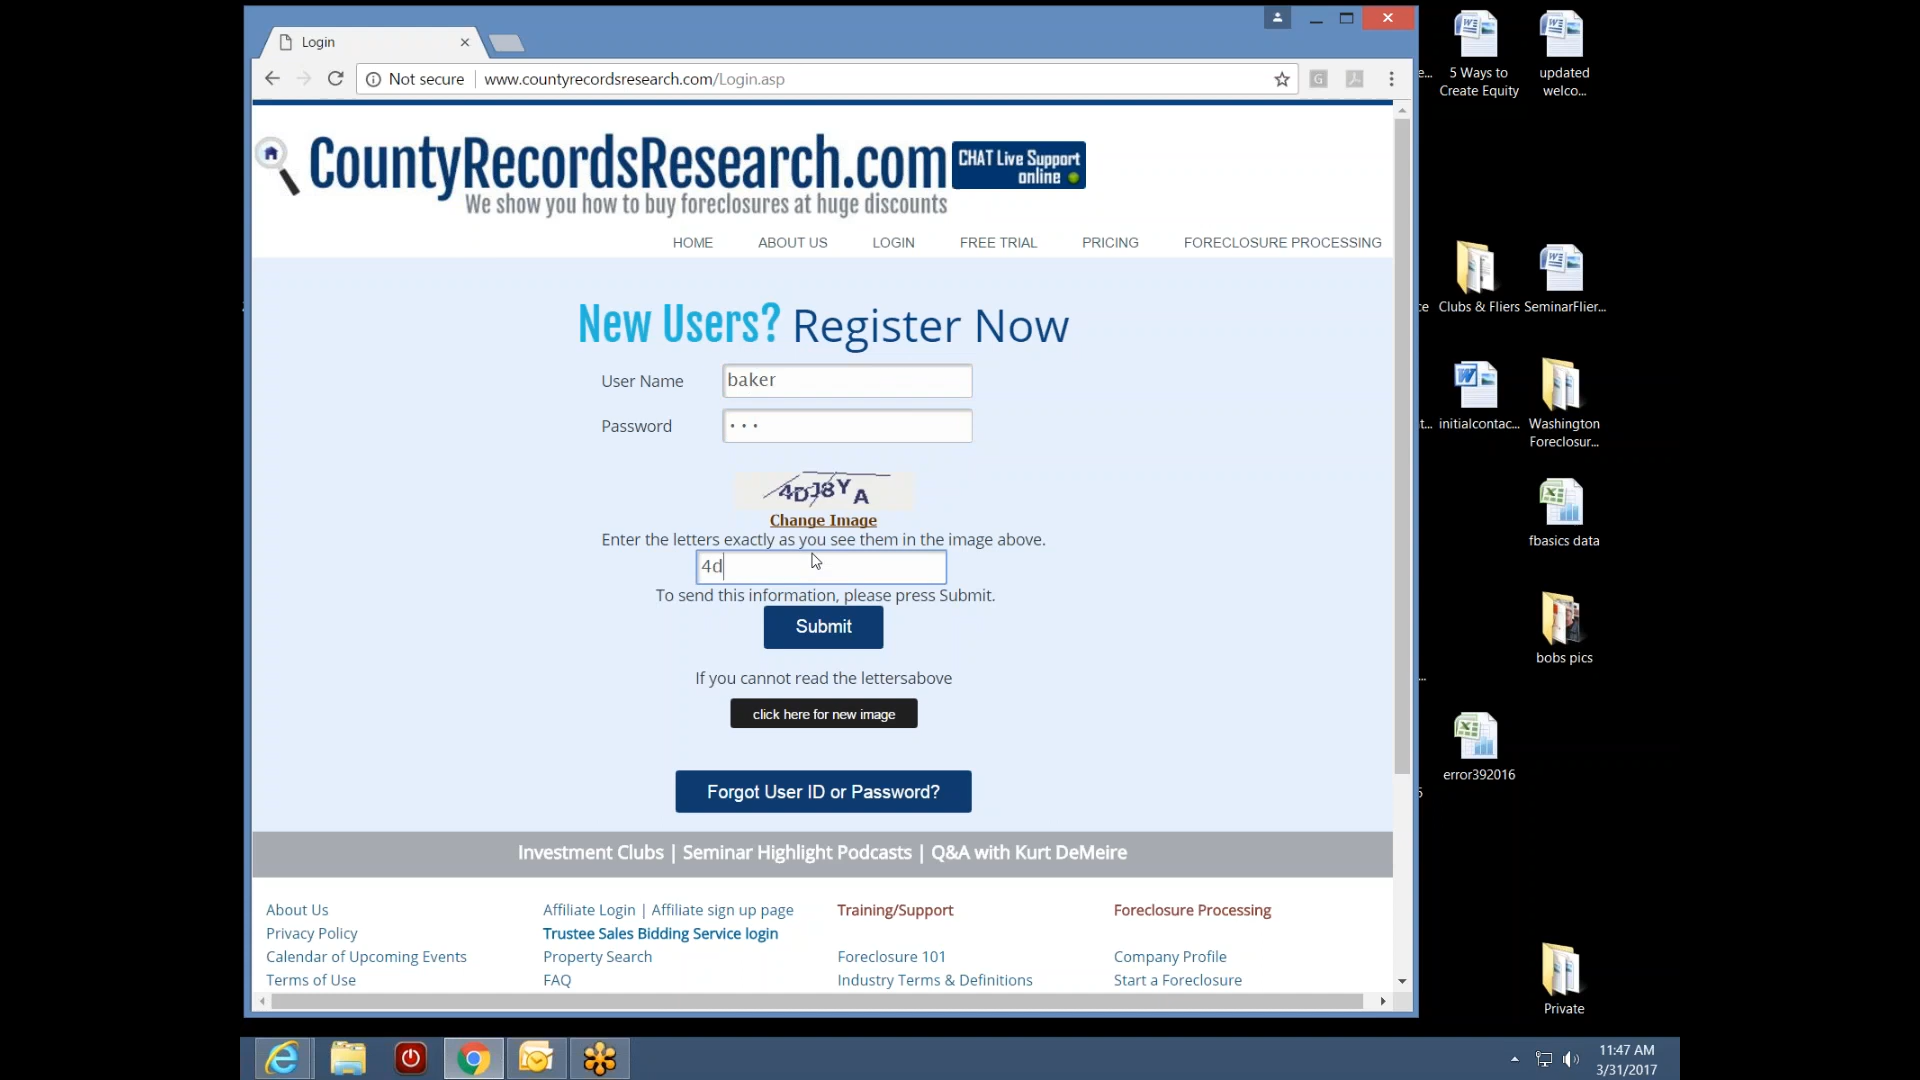 Login
Not secure
www.countyrecordsresearch.com/Login.asp
CountyRecordsResearch.com
CHAT Live Support
online
We show you how to buy foreclosures at huge discounts
HOME ABOUT US LOGIN FREE TRIAL PRICING FORECLOSURE PROCESSING
New Users? Register Now
User Name baker
Password
4DJ8YA
Change Image
Enter the letters exactly as you see them in the image above.
4d
To send this information, please press Submit.
Submit
If you cannot read the lettersabove
click here for new image
Forgot User ID or Password?
Investment Clubs | Seminar Highlight Podcasts | Q&A with Kurt DeMeire
About Us
Privacy Policy
Calendar of Upcoming Events
Terms of Use
Affiliate Login | Affiliate sign up page
Trustee Sales Bidding Service login
Property Search
FAQ
Training/Support
Foreclosure 101
Industry Terms & Definitions
Foreclosure Processing
Company Profile
Start a Foreclosure
5 Ways to
Create Equity
updated
welco...
Clubs & Fliers
SeminarFlier...
initialcontac...
Washington
Foreclosur...
fbasics data
bobs pics
error392016
Private
11:47 AM
3/31/2017